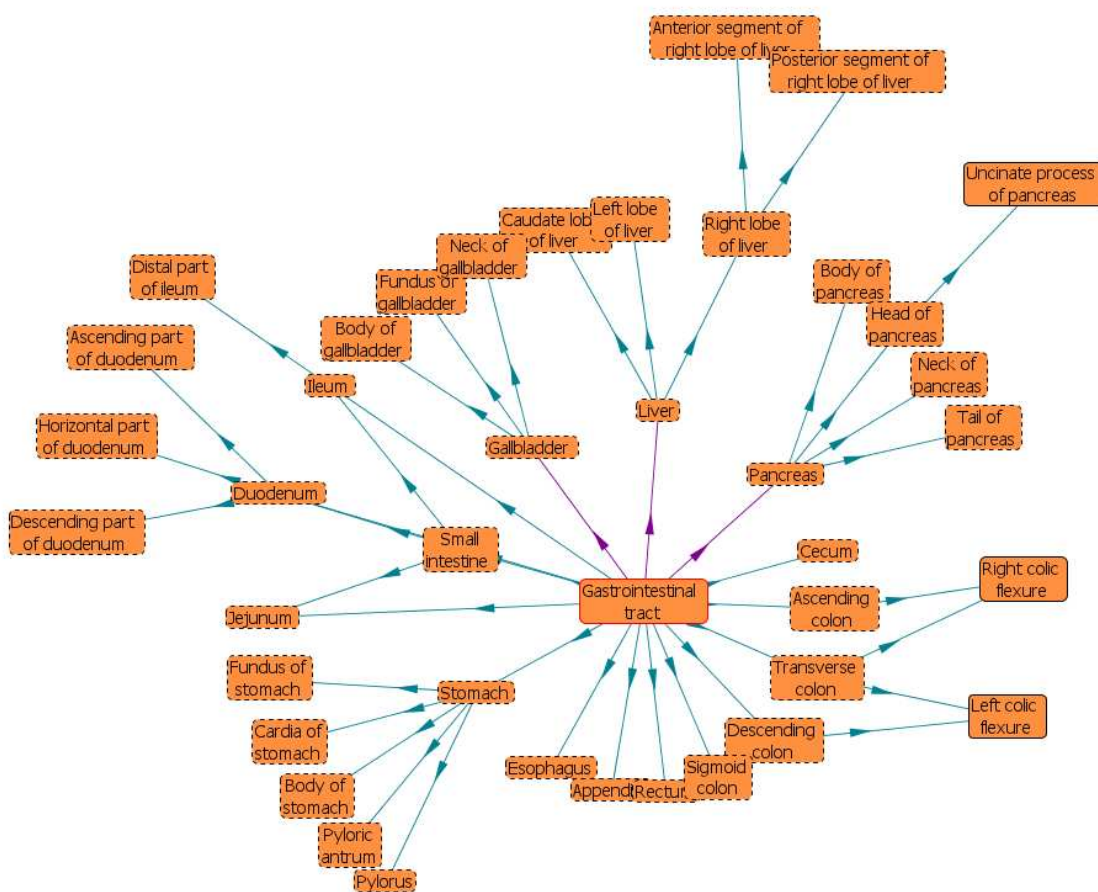 Anterior segment of
right lobe of liver
Posterior segment of
right lobe of liver
Uncinate process
of pancreas
Caudate lobe
of liver
Left lobe
of liver
Right lobe
of liver
Neck of
gallbladder
Distal part
of ileum
Fundus of
gallbladder
Body of
pancreas
Head of
pancreas
Body of
gallbladder
Ascending part
of duodenum
Neck of
pancreas
Ileum
Liver
Tail of
pancreas
Horizontal part
of duodenum
Gallbladder
Pancreas
Duodenum
Descending part
of duodenum
Small
intestine
Cecum
Right colic
flexure
Gastrointestinal
tract
Ascending
colon
Jejunum
Transverse
colon
Fundus of
stomach
Stomach
Left colic
flexure
Cardia of
stomach
Descending
colon
Esophagus
Sigmoid
colon
Appendix
Rectum
Body of
stomach
Pyloric
antrum
Pylorus